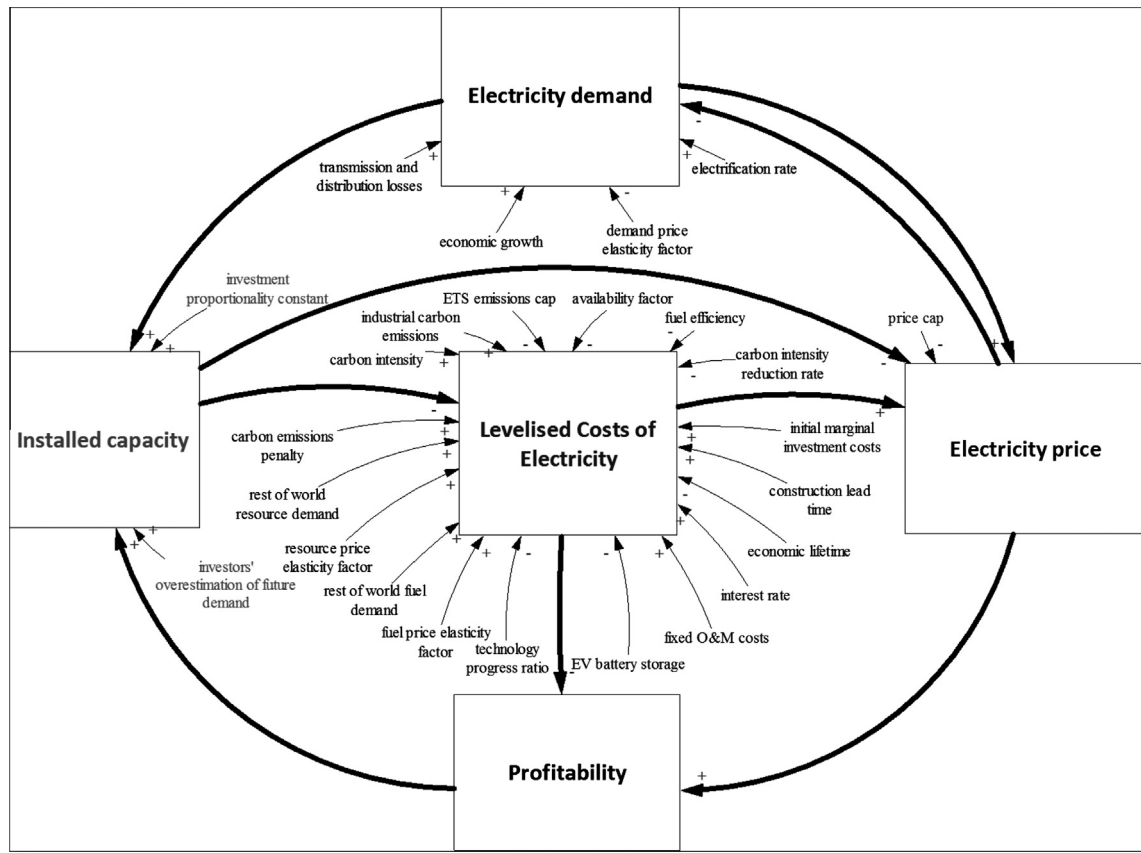 Electricity demand
transmission and
distribution losses
electrification rate
economic growth
demand price
elasticity factor
investment
proportionality constant
ETS emissions cap
availability factor
industrial carbon
emissions
fuel efficiency
price cap
carbon intensity
carbon intensity
reduction rate
Installed capacity
Levelised Costs of
Electricity
Electricity price
carbon emissions
penalty
initial marginal
investment costs
rest of world
resource demand
construction lead
time
resource price
elasticity factor
economic lifetime
investors'
overestimation of future
demand
rest of world fuel
demand
interest rate
fuel price elasticity
factor
technology
progress ratio
EV battery storage
fixed O&M costs
Profitability